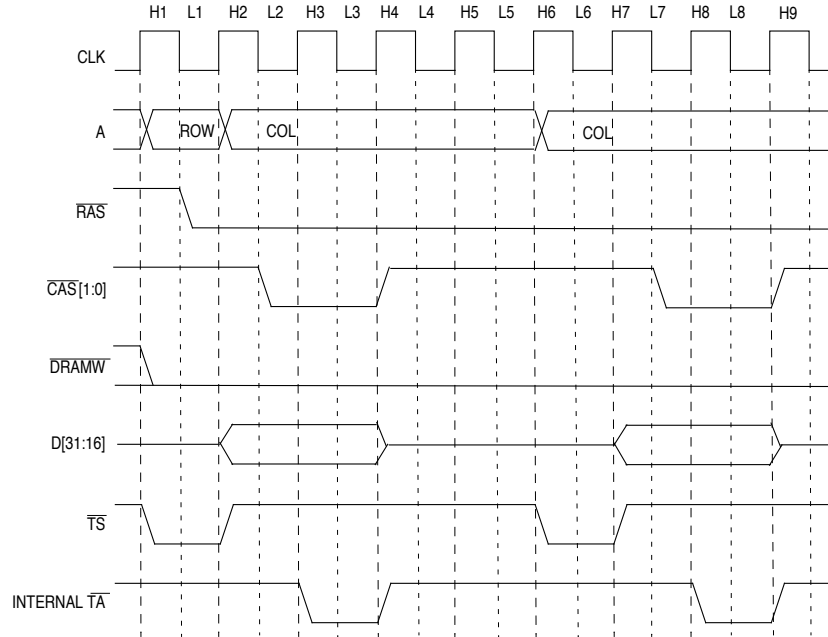 H1 L1 H2 L2 H3 L3 H4 L4 H5 L5 H6 L6 H7 L7 H8 L8 H9
CLK
A ROW COL COL
RAS
CAS[1:0]
DRAMW
D[31:16]
TS
INTERNAL TA